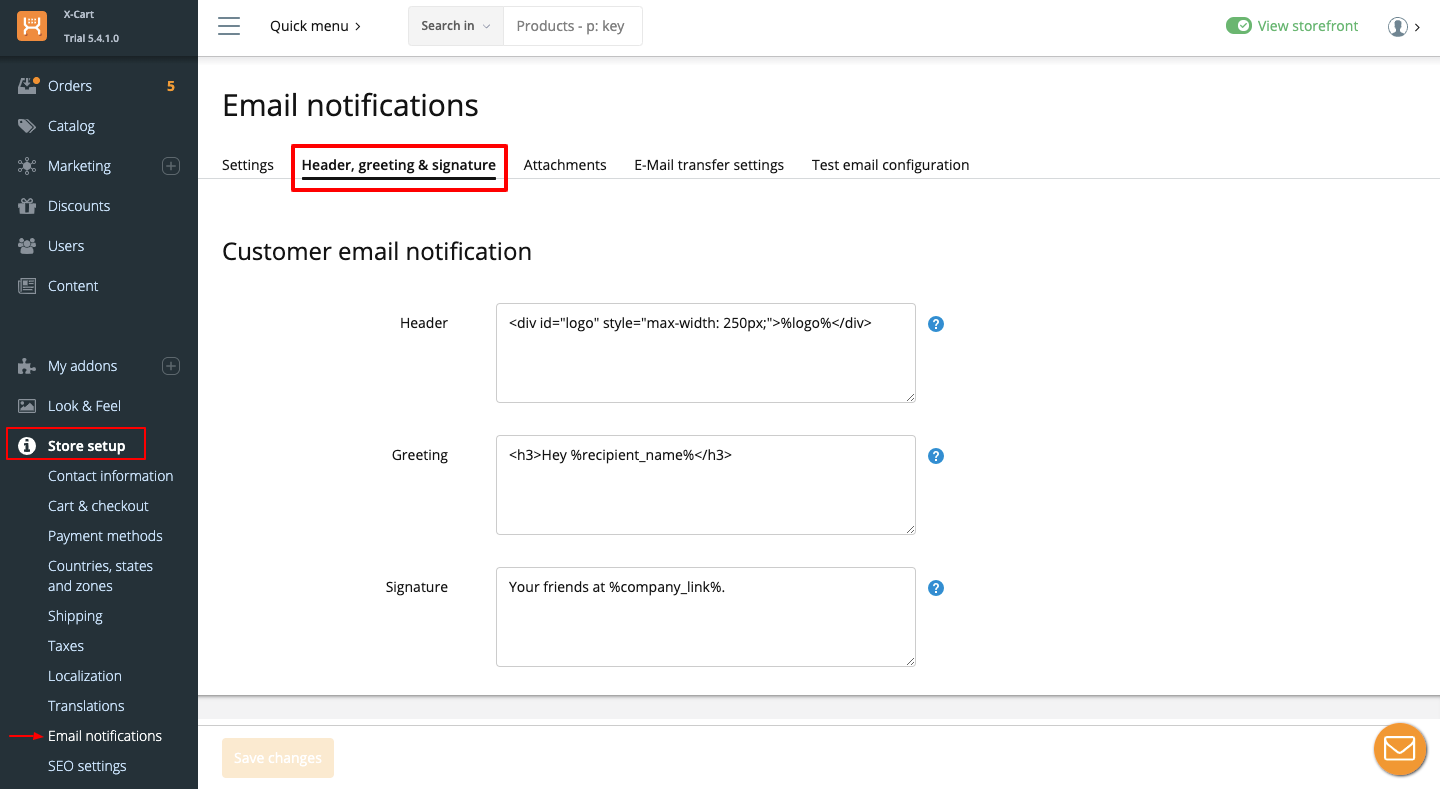 X-Cart
Trial 5.4.1.0
Quick menu
Search in
Products - p: key
View storefront
Orders
5
Catalog
Marketing
Discounts
Users
Content
My addons
Look & Feel
Store setup
Contact information
Cart & checkout
Payment methods
Countries, states
and zones
Shipping
Taxes
Localization
Translations
Email notifications
SEO settings
Email notifications
Settings
Header, greeting & signature
Attachments
E-Mail transfer settings
Test email configuration
Customer email notification
Header
<div id="logo" style="max-width: 250px;">%logo%</div>
?
Greeting
<h3>Hey %recipient_name%</h3>
?
Signature
Your friends at %company_link%.
?
Save changes